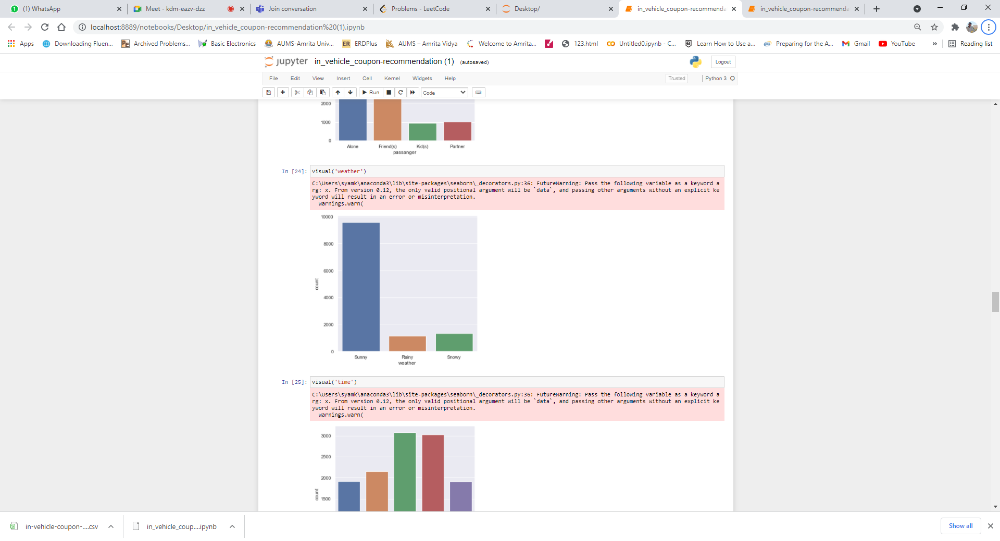 (1) WhatsApp
Meet - kdm-eazv-dzz
Join conversation
Problems - LeetCode
Desktop/
in_vehicle_coupon-recommenda
in_vehicle_coupon-recommenda
localhost:8889/notebooks/Desktop/in_vehicle_coupon-recommendation%20(1).ipynb
Apps
Downloading Fluen...
Archived Problems...
Basic Electronics
AUMS-Amrita Univ...
ER ERDPlus
AUMS – Amrita Vidya
Welcome to Amrita...
123.html
Untitled0.ipynb - C...
Learn How to Use a...
Preparing for the A...
Gmail
YouTube
»
Reading list
jupyter in_vehicle_coupon-recommendation (1) (autosaved)
Logout
File Edit View Insert Cell Kernel Widgets Help
Trusted
Python 3
Run
Code
2000
1000
0
Alone Friend(s) Kid(s) Partner
passanger
In [24]: visual('weather')
C:\Users\syamk\anaconda3\lib\site-packages\seaborn\_decorators.py:36: FutureWarning: Pass the following variable as a keyword a
rg: x. From version 0.12, the only valid positional argument will be `data`, and passing other arguments without an explicit ke
yword will result in an error or misinterpretation.
warnings.warn(
10000
8000
6000
4000
2000
0
count
Sunny Rainy Snowy
weather
In [25]: visual('time')
C:\Users\syamk\anaconda3\lib\site-packages\seaborn\_decorators.py:36: FutureWarning: Pass the following variable as a keyword a
rg: x. From version 0.12, the only valid positional argument will be `data`, and passing other arguments without an explicit ke
yword will result in an error or misinterpretation.
warnings.warn(
3000
2500
2000
1500
count
in-vehicle-coupon-....csv
in_vehicle_coup....ipynb
Show all